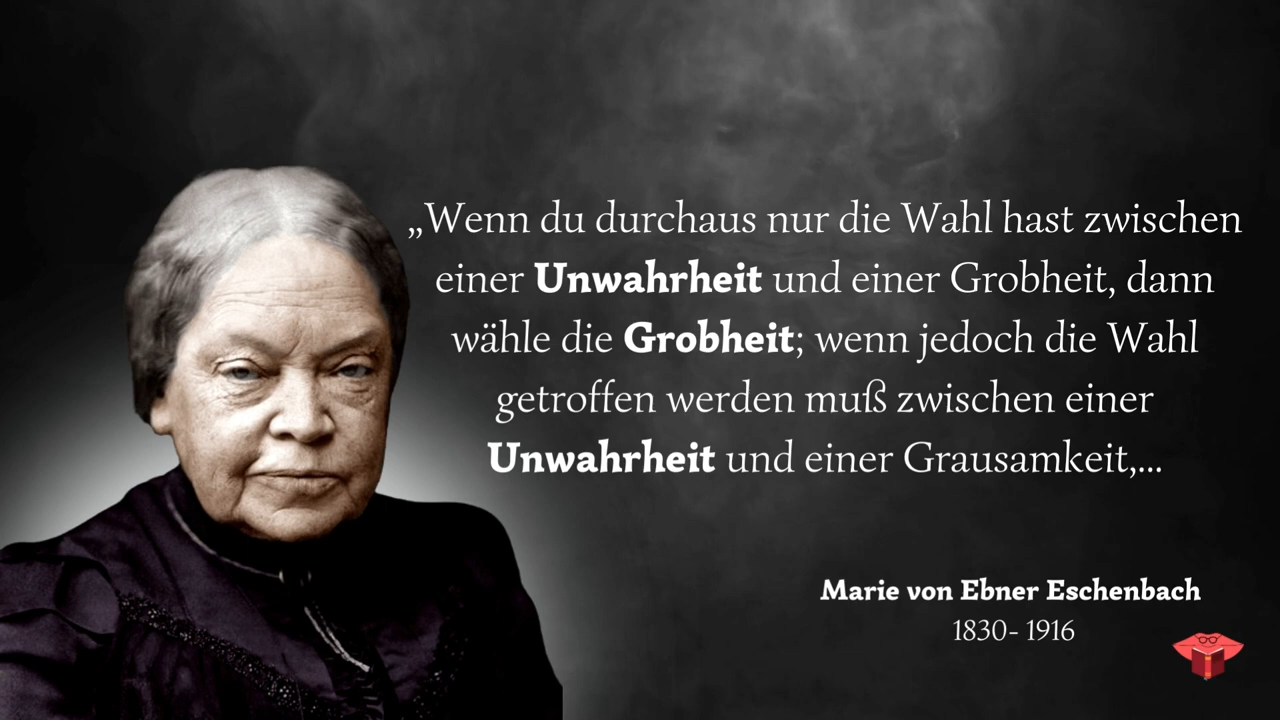 „Wenn du durchaus nur die Wahl hast zwischen
einer Unwahrheit und einer Grobheit, dann
wähle die Grobheit; wenn jedoch die Wahl
getroffen werden muß zwischen einer
Unwahrheit und einer Grausamkeit,...
Marie von Ebner Eschenbach
1830- 1916